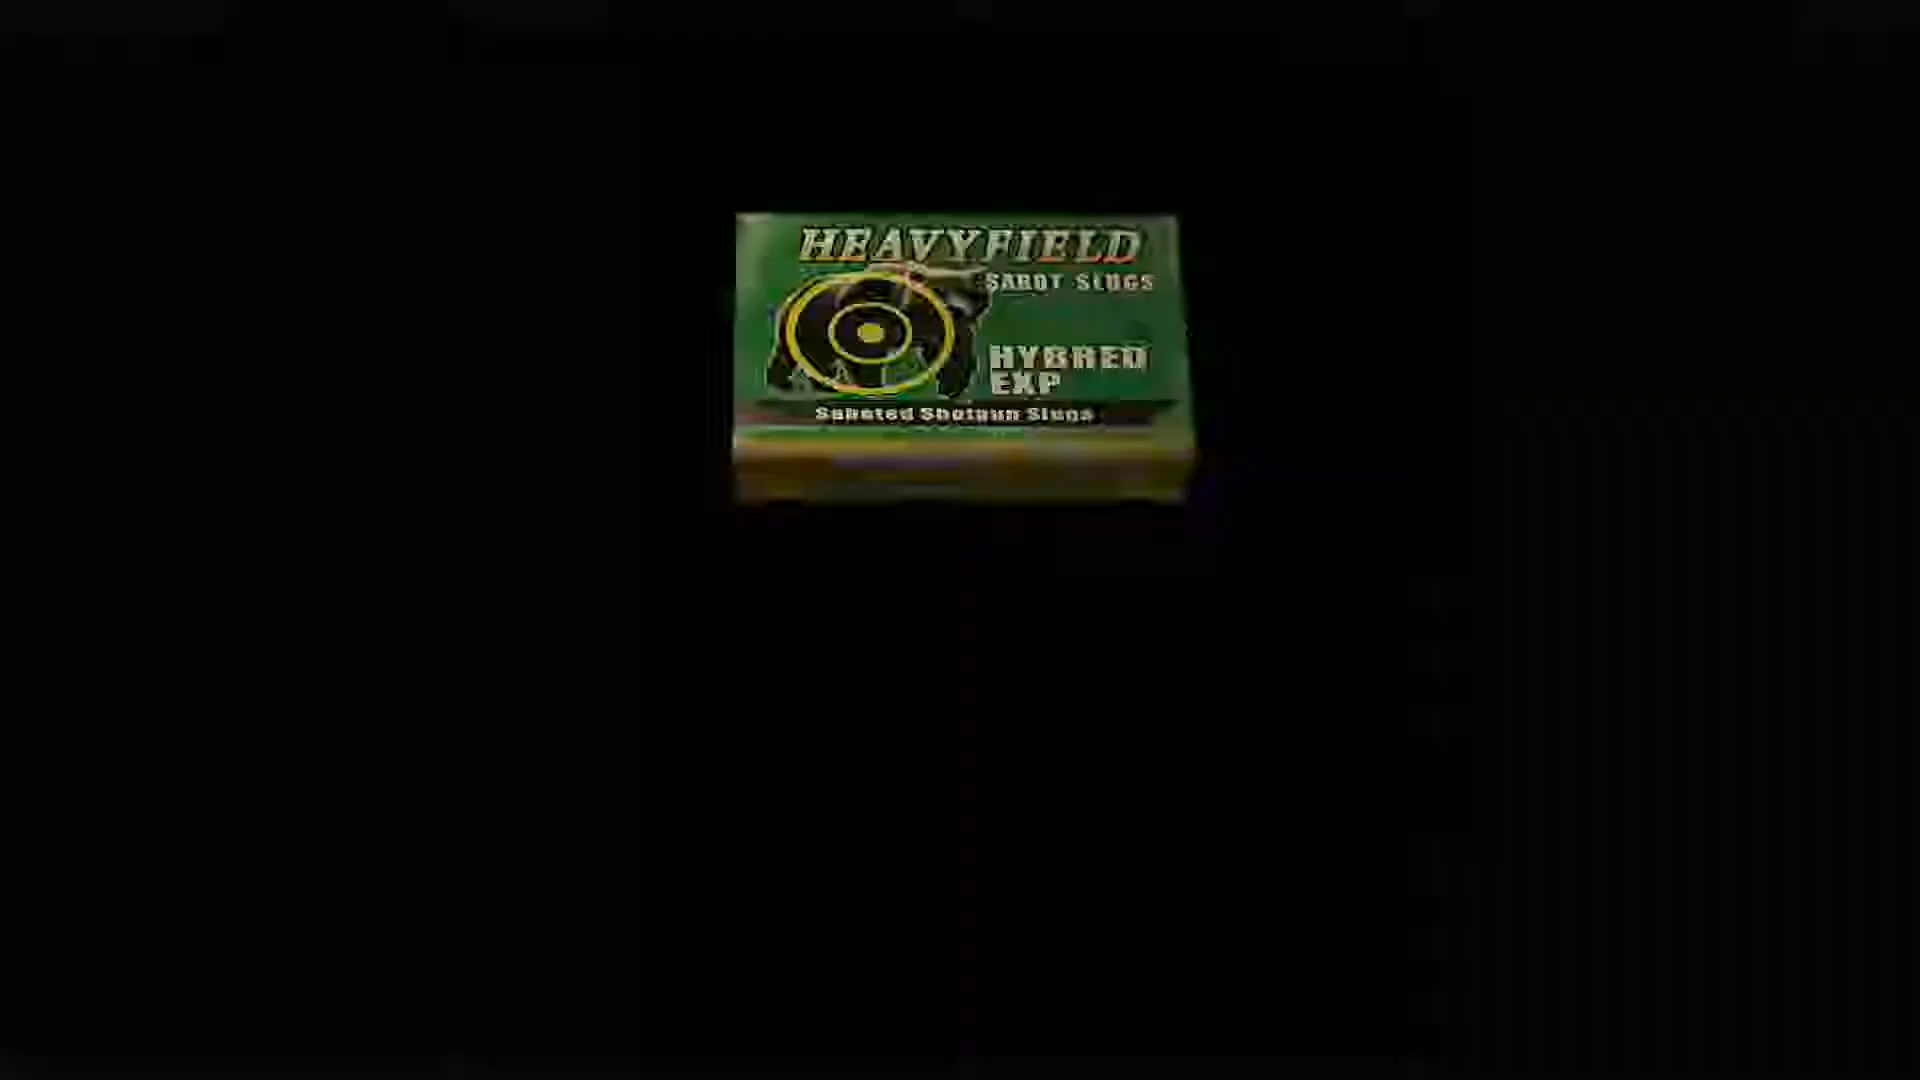 HEAVYFIELD
SABOT SLUGS
HYBRED
EXP
Saboted Shotgun Slugs